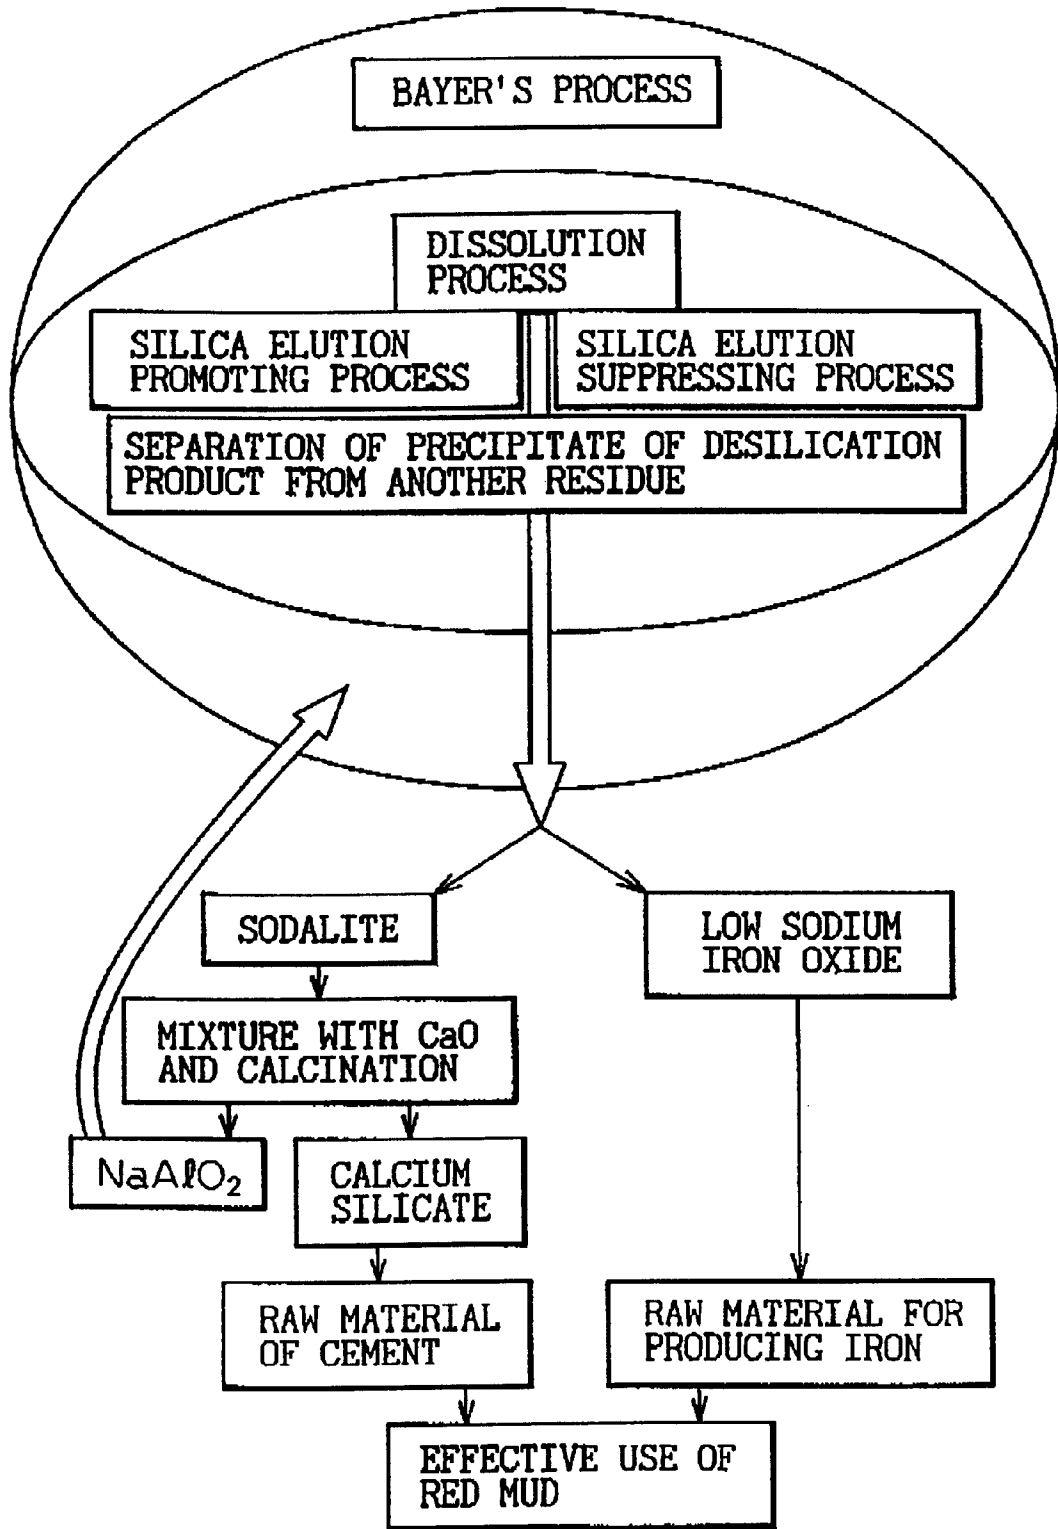 BAYER'S PROCESS
DISSOLUTION
PROCESS
SILICA ELUTION
PROMOTING PROCESS
SILICA ELUTION
SUPPRESSING PROCESS
SEPARATION OF PRECIPITATE OF DESILICATION
PRODUCT FROM ANOTHER RESIDUE
SODALITE
LOW SODIUM
IRON OXIDE
MIXTURE WITH CaO
AND CALCINATION
NaAlO₂
CALCIUM
SILICATE
RAW MATERIAL
OF CEMENT
RAW MATERIAL FOR
PRODUCING IRON
EFFECTIVE USE OF
RED MUD